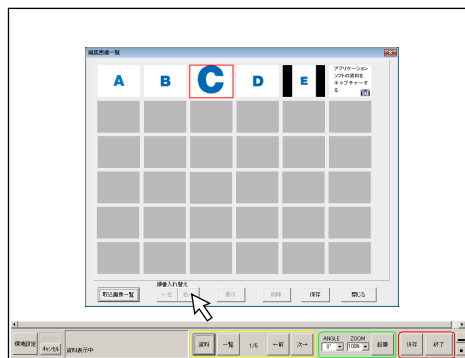 編集画像一覧
A
B
C
D
E
アプリケーション
ソフトの資料を
キャプチャーす
る
順番入れ替え
取込画像一覧
←左
右→
表示
削除
保存
閉じる
環境設定
キャンセル
資料表示中
資料
一覧
1/6
←前
次→
ANGLE
0°
ZOOM
100%
鉛筆
保存
終了